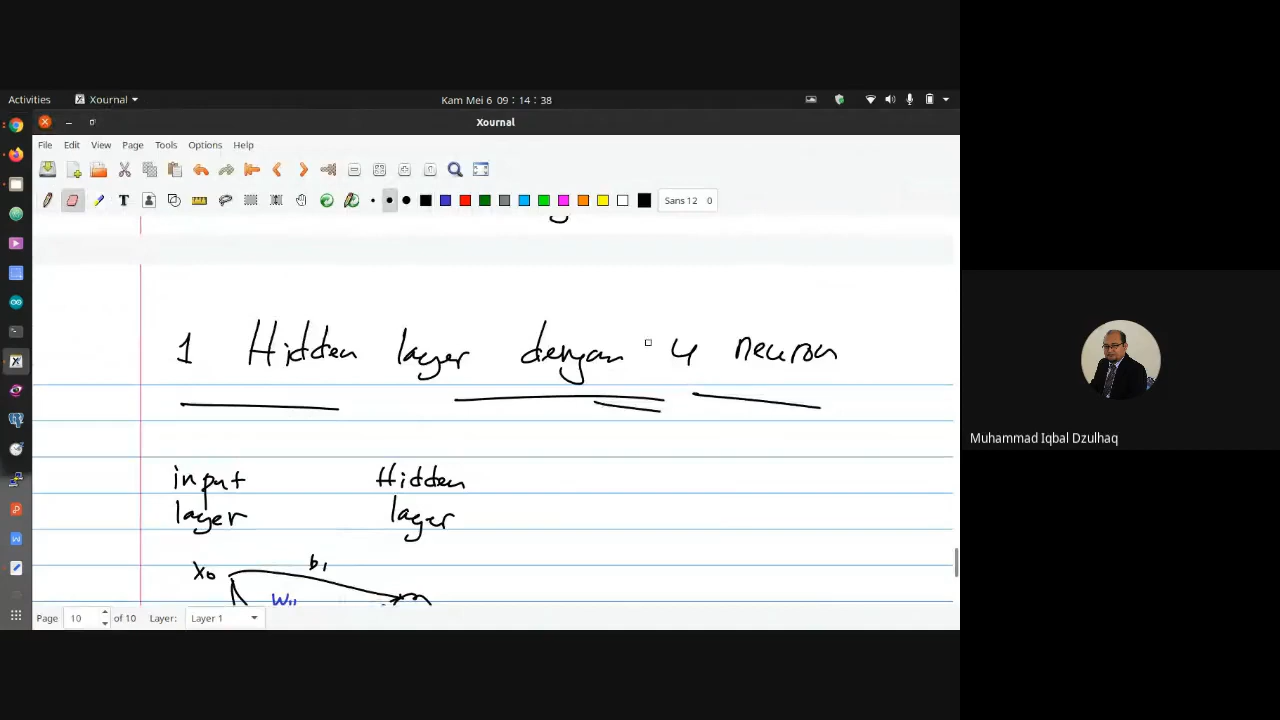 Activities Xournal Kam Mei 6 09 : 14 : 38
Xournal
File Edit View Page Tools Options Help
Sans 12 0
1 Hidden layer dengan 4 neuron
input Hidden
layer layer
x0 b1
W11
Page 10 of 10 Layer: Layer 1
Muhammad Iqbal Dzulhaq